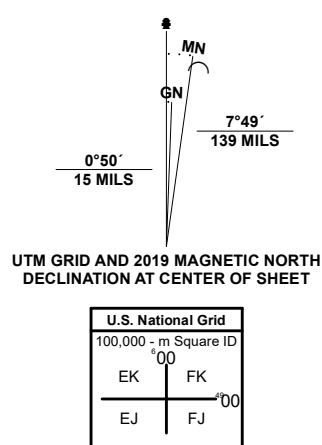 MN
GN
7°49´
139 MILS
0°50´
15 MILS
UTM GRID AND 2019 MAGNETIC NORTH
DECLINATION AT CENTER OF SHEET
U.S. National Grid
100,000 - m Square ID
600
EK FK
4900
EJ FJ